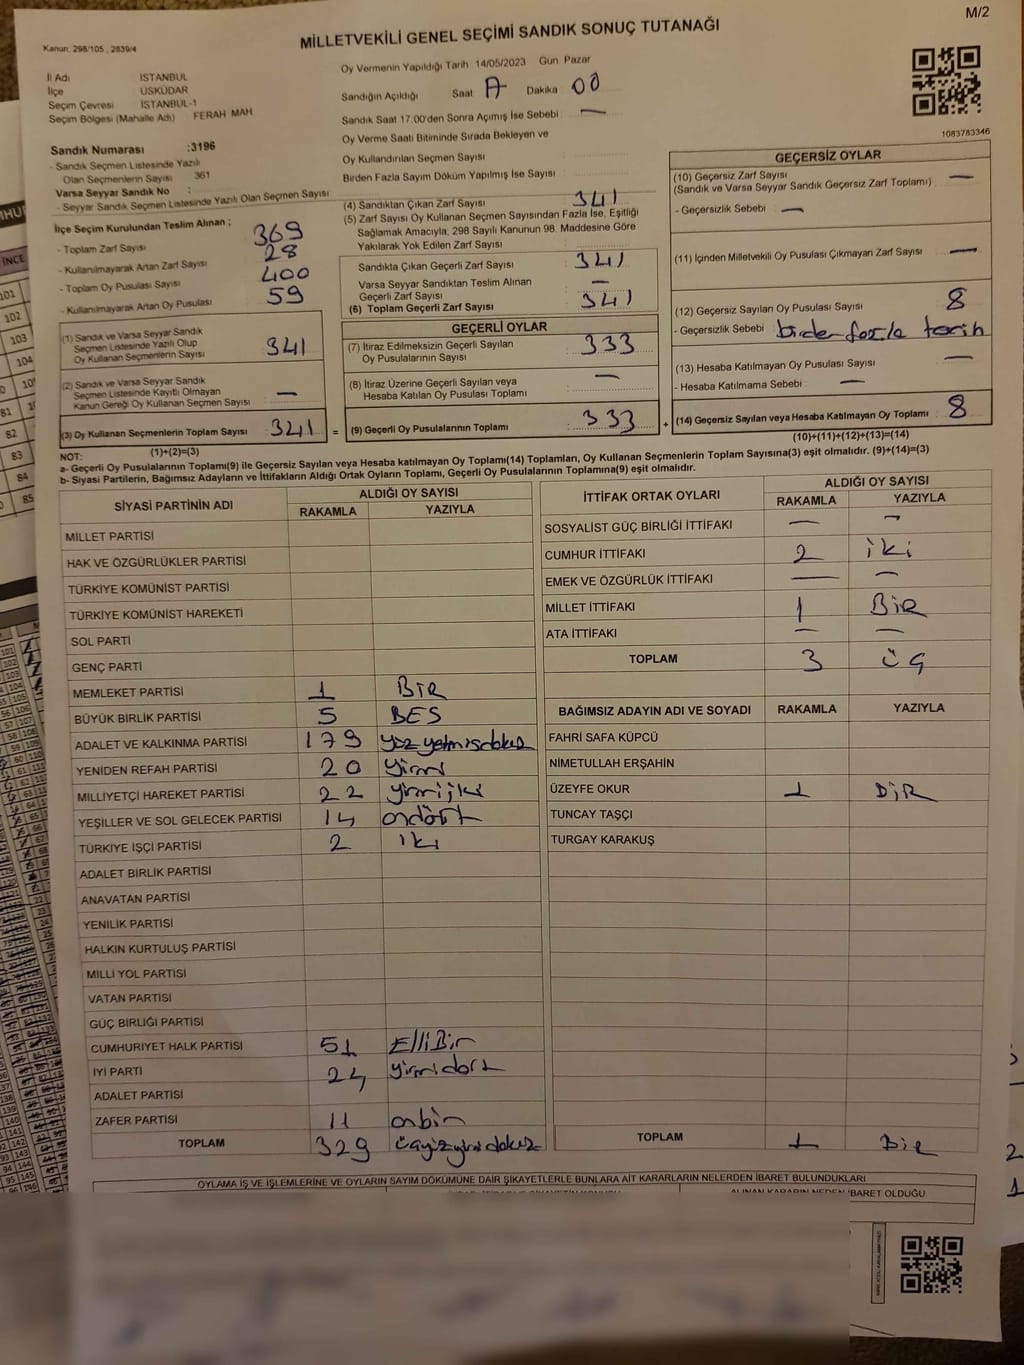 M/2
Kanun: 298/105 , 2839/4
MİLLETVEKİLİ GENEL SEÇİMİ SANDIK SONUÇ TUTANAĞI
İl Adı İSTANBUL
İlçe ÜSKÜDAR
Seçim Çevresi İSTANBUL-1
Seçim Bölgesi (Mahalle Adı) FERAH MAH
Sandık Numarası :3196
- Sandık Seçmen Listesinde Yazılı
Olan Seçmenlerin Sayısı 361
Varsa Seyyar Sandık No :
- Seyyar Sandık Seçmen Listesinde Yazılı Olan Seçmen Sayısı
İlçe Seçim Kurulundan Teslim Alınan ;
- Toplam Zarf Sayısı 369
- Kullanılmayarak Artan Zarf Sayısı 28
- Toplam Oy Pusulası Sayısı 400
- Kullanılmayarak Artan Oy Pusulası 59
(1) Sandık ve Varsa Seyyar Sandık
Seçmen Listesinde Yazılı Olup
Oy Kullanan Seçmenlerin Sayısı 341
(2) Sandık ve Varsa Seyyar Sandık
Seçmen Listesinde Kayıtlı Olmayan
Kanun Gereği Oy Kullanan Seçmen Sayısı —
(3) Oy Kullanan Seçmenlerin Toplam Sayısı 341 =
(1)+(2)=(3)
Oy Vermenin Yapıldığı Tarih 14/05/2023 Gün Pazar
Sandığın Açıldığı Saat Dakika 00
Sandık Saat 17.00'den Sonra Açımış İse Sebebi : —
Oy Verme Saati Bitiminde Sırada Bekleyen ve
Oy Kullandırılan Seçmen Sayısı
Birden Fazla Sayım Döküm Yapılmış İse Sayısı
(4) Sandıktan Çıkan Zarf Sayısı 341
(5) Zarf Sayısı Oy Kullanan Seçmen Sayısından Fazla İse, Eşitliği
Sağlamak Amacıyla, 298 Sayılı Kanunun 98. Maddesine Göre
Yakılarak Yok Edilen Zarf Sayısı
Sandıkta Çıkan Geçerli Zarf Sayısı 341
Varsa Seyyar Sandıktan Teslim Alınan
Geçerli Zarf Sayısı —
(6) Toplam Geçerli Zarf Sayısı 341
GEÇERLİ OYLAR
(7) İtiraz Edilmeksizin Geçerli Sayılan
Oy Pusulalarının Sayısı 333
(8) İtiraz Üzerine Geçerli Sayılan veya
Hesaba Katılan Oy Pusulası Toplamı —
(9) Geçerli Oy Pusulalarının Toplamı 333 +
1083783346
GEÇERSİZ OYLAR
(10) Geçersiz Zarf Sayısı
(Sandık ve Varsa Seyyar Sandık Geçersiz Zarf Toplamı) —
- Geçersizlik Sebebi : —
(11) İçinden Milletvekili Oy Pusulası Çıkmayan Zarf Sayısı —
(12) Geçersiz Sayılan Oy Pusulası Sayısı 8
- Geçersizlik Sebebi
(13) Hesaba Katılmayan Oy Pusulası Sayısı —
- Hesaba Katılmama Sebebi : —
(14) Geçersiz Sayılan veya Hesaba Katılmayan Oy Toplamı 8
(10)+(11)+(12)+(13)=(14)
NOT:
a- Geçerli Oy Pusulalarının Toplamı(9) ile Geçersiz Sayılan veya Hesaba katılmayan Oy Toplamı(14) Toplamları, Oy Kullanan Seçmenlerin Toplam Sayısına(3) eşit olmalıdır. (9)+(14)=(3)
b- Siyasi Partilerin, Bağımsız Adayların ve İttifakların Aldığı Ortak Oyların Toplamı, Geçerli Oy Pusulalarının Toplamına(9) eşit olmalıdır.
SİYASİ PARTİNİN ADI ALDIĞI OY SAYISI
RAKAMLA YAZIYLA
MİLLET PARTİSİ
HAK VE ÖZGÜRLÜKLER PARTİSİ
TÜRKİYE KOMÜNİST PARTİSİ
TÜRKİYE KOMÜNİST HAREKETİ
SOL PARTİ
GENÇ PARTİ
MEMLEKET PARTİSİ 1 BİR
BÜYÜK BİRLİK PARTİSİ 5 BES
ADALET VE KALKINMA PARTİSİ 179 yüzyetmisdokuz
YENİDEN REFAH PARTİSİ 20 yirmi
MİLLİYETÇİ HAREKET PARTİSİ 22 yirmiiki
YEŞİLLER VE SOL GELECEK PARTİSİ 14 ondört
TÜRKİYE İŞÇİ PARTİSİ 2 iki
ADALET BİRLİK PARTİSİ
ANAVATAN PARTİSİ
YENİLİK PARTİSİ
HALKIN KURTULUŞ PARTİSİ
MİLLİ YOL PARTİSİ
VATAN PARTİSİ
GÜÇ BİRLİĞİ PARTİSİ
CUMHURİYET HALK PARTİSİ 51 ElliBir
İYİ PARTİ 24 yirmidört
ADALET PARTİSİ
ZAFER PARTİSİ 11 onbir
TOPLAM 329 üçyüzyirmidokuz
İTTİFAK ORTAK OYLARI ALDIĞI OY SAYISI
RAKAMLA YAZIYLA
SOSYALİST GÜÇ BİRLİĞİ İTTİFAKI — —
CUMHUR İTTİFAKI 2 iki
EMEK VE ÖZGÜRLÜK İTTİFAKI — —
MİLLET İTTİFAKI 1 BİR
ATA İTTİFAKI — —
TOPLAM 3 üç
BAĞIMSIZ ADAYIN ADI VE SOYADI RAKAMLA YAZIYLA
FAHRİ SAFA KÜPCÜ
NİMETULLAH ERŞAHİN
ÜZEYFE OKUR 1 BİR
TUNCAY TAŞÇI
TURGAY KARAKUŞ
TOPLAM 1 BİR
OYLAMA İŞ VE İŞLEMLERİNE VE OYLARIN SAYIM DÖKÜMÜNE DAİR ŞİKAYETLERLE BUNLARA AİT KARARLARIN NELERDEN İBARET BULUNDUKLARI
ALINAN KARARIN NEDEN İBARET OLDUĞU